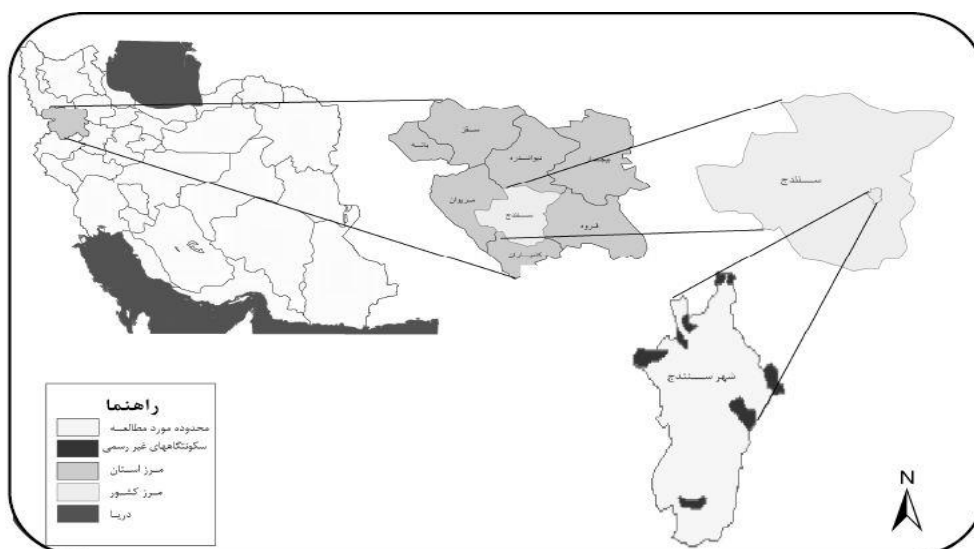 سقز
بانه
دیواندره
بیجار
مریوان
سنندج
قروه
کامیاران
سنندج
شهر سنندج
راهنما
محدوده مورد مطالعه
سکونتگاههای غیر رسمی
مرز استان
مرز کشور
دریا
N